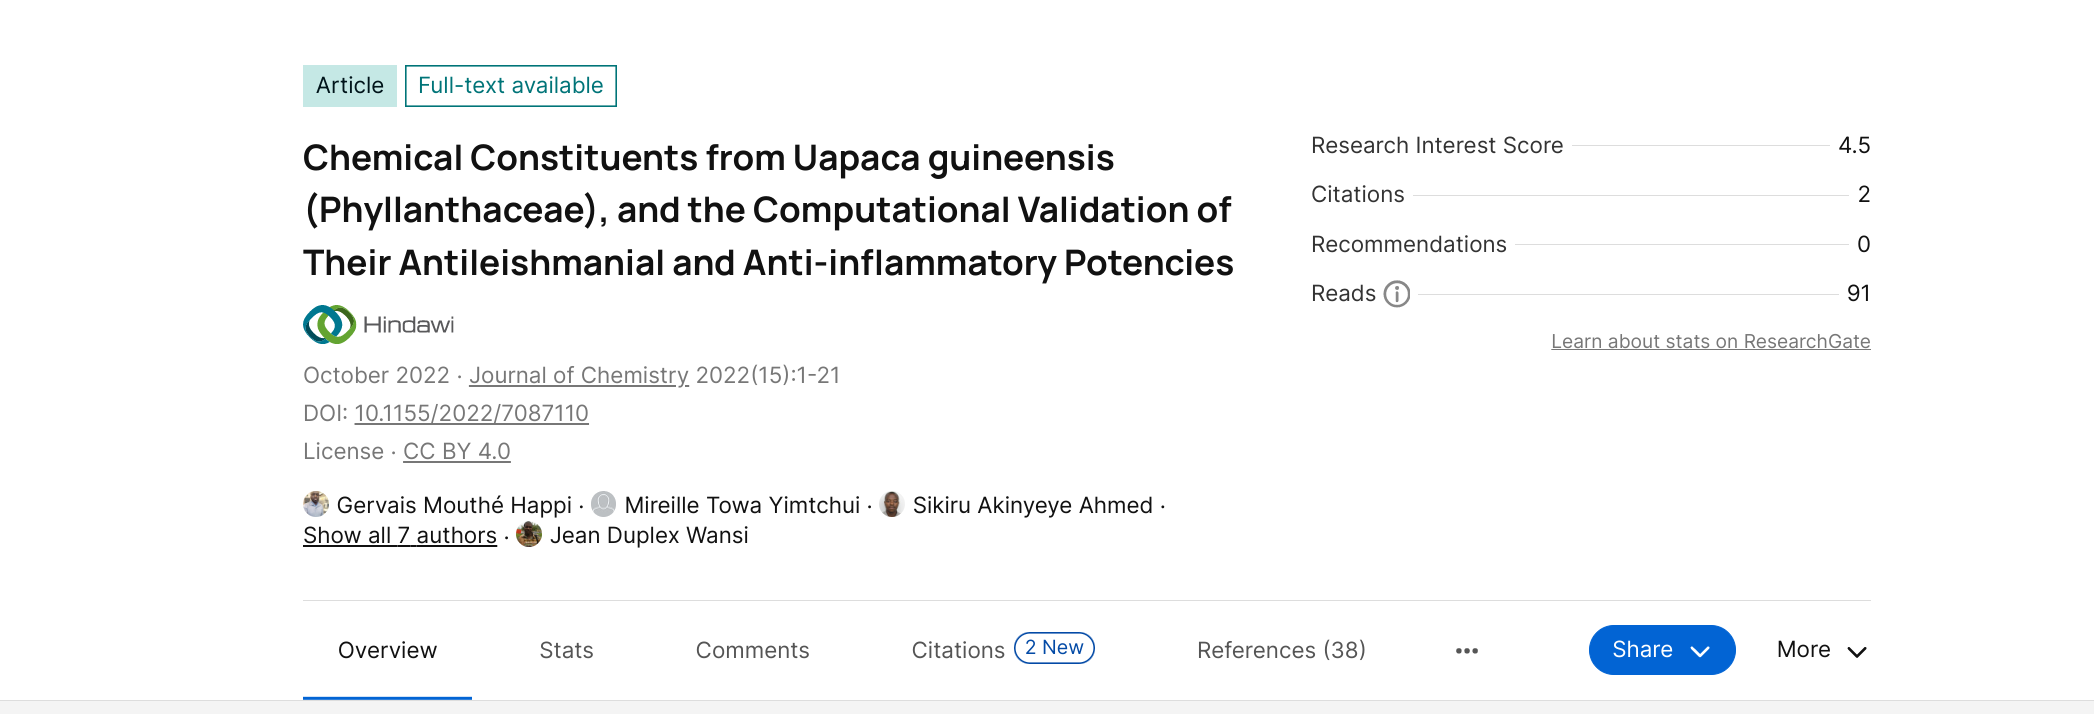 Article Full-text available
Chemical Constituents from Uapaca guineensis
(Phyllanthaceae), and the Computational Validation of
Their Antileishmanial and Anti-inflammatory Potencies
Hindawi
October 2022 · Journal of Chemistry 2022(15):1-21
DOI: 10.1155/2022/7087110
License · CC BY 4.0
Gervais Mouthé Happi · Mireille Towa Yimtchui · Sikiru Akinyeye Ahmed ·
Show all 7 authors · Jean Duplex Wansi
Research Interest Score 4.5
Citations 2
Recommendations 0
Reads 91
Learn about stats on ResearchGate
Overview Stats Comments Citations 2 New References (38) ••• Share More